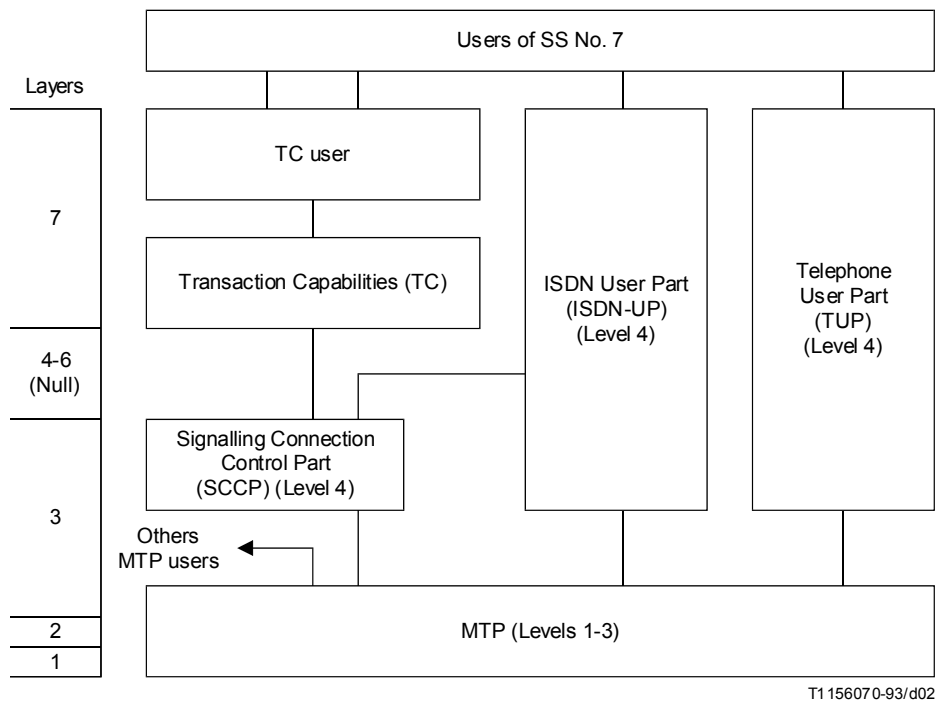 Users of SS No. 7
Layers
TC user
7
Transaction Capabilities (TC)
ISDN User Part
(ISDN-UP)
(Level 4)
Telephone
User Part
(TUP)
(Level 4)
4-6
(Null)
Signalling Connection
Control Part
(SCCP) (Level 4)
3
Others
MTP users
2
1
MTP (Levels 1-3)
T1156070-93/d02